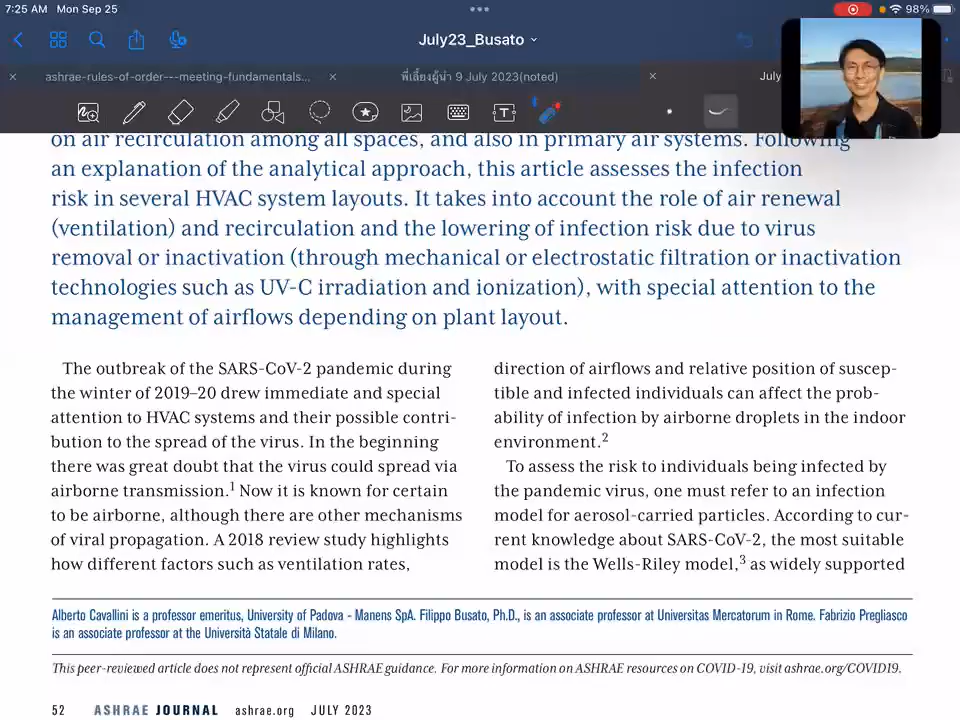 7:25 AM Mon Sep 25
98%
July23_Busato
ashrae-rules-of-order---meeting-fundamentals...
พี่เลี้ยงผู้นำ 9 July 2023(noted)
July
on air recirculation among all spaces, and also in primary air systems. Following
an explanation of the analytical approach, this article assesses the infection
risk in several HVAC system layouts. It takes into account the role of air renewal
(ventilation) and recirculation and the lowering of infection risk due to virus
removal or inactivation (through mechanical or electrostatic filtration or inactivation
technologies such as UV-C irradiation and ionization), with special attention to the
management of airflows depending on plant layout.
The outbreak of the SARS-CoV-2 pandemic during
the winter of 2019–20 drew immediate and special
attention to HVAC systems and their possible contri-
bution to the spread of the virus. In the beginning
there was great doubt that the virus could spread via
airborne transmission.1 Now it is known for certain
to be airborne, although there are other mechanisms
of viral propagation. A 2018 review study highlights
how different factors such as ventilation rates,
direction of airflows and relative position of suscep-
tible and infected individuals can affect the prob-
ability of infection by airborne droplets in the indoor
environment.2
To assess the risk to individuals being infected by
the pandemic virus, one must refer to an infection
model for aerosol-carried particles. According to cur-
rent knowledge about SARS-CoV-2, the most suitable
model is the Wells-Riley model,3 as widely supported
Alberto Cavallini is a professor emeritus, University of Padova - Manens SpA. Filippo Busato, Ph.D., is an associate professor at Universitas Mercatorum in Rome. Fabrizio Pregliasco
is an associate professor at the Università Statale di Milano.
This peer-reviewed article does not represent official ASHRAE guidance. For more information on ASHRAE resources on COVID-19, visit ashrae.org/COVID19.
52 ASHRAE JOURNAL ashrae.org JULY 2023